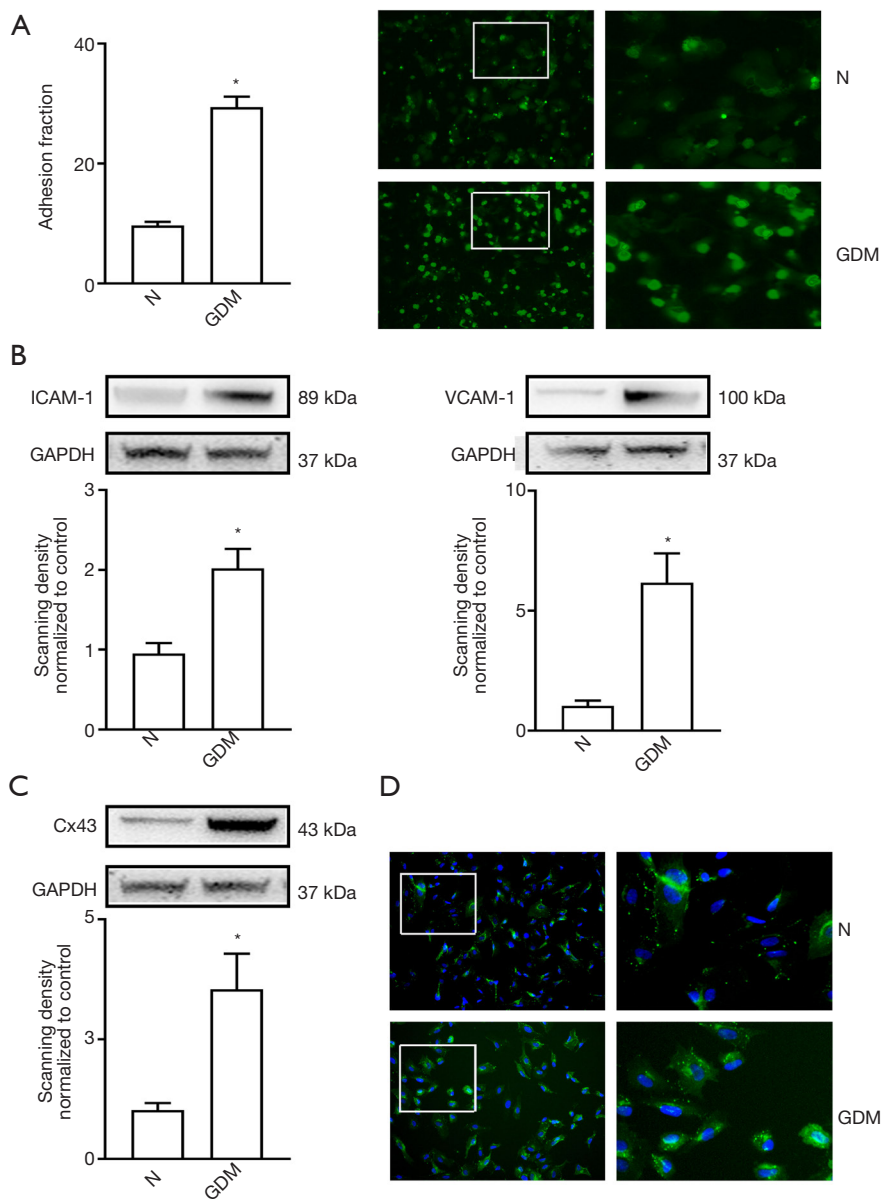 A
Adhesion fraction
40
20
0
*
N
GDM
N
GDM
B
ICAM-1
89 kDa
GAPDH
37 kDa
Scanning density
normalized to control
3
2
1
0
*
N
GDM
VCAM-1
100 kDa
GAPDH
37 kDa
Scanning density
normalized to control
10
5
0
*
N
GDM
C
Cx43
43 kDa
GAPDH
37 kDa
Scanning density
normalized to control
5
3
0
*
N
GDM
D
N
GDM